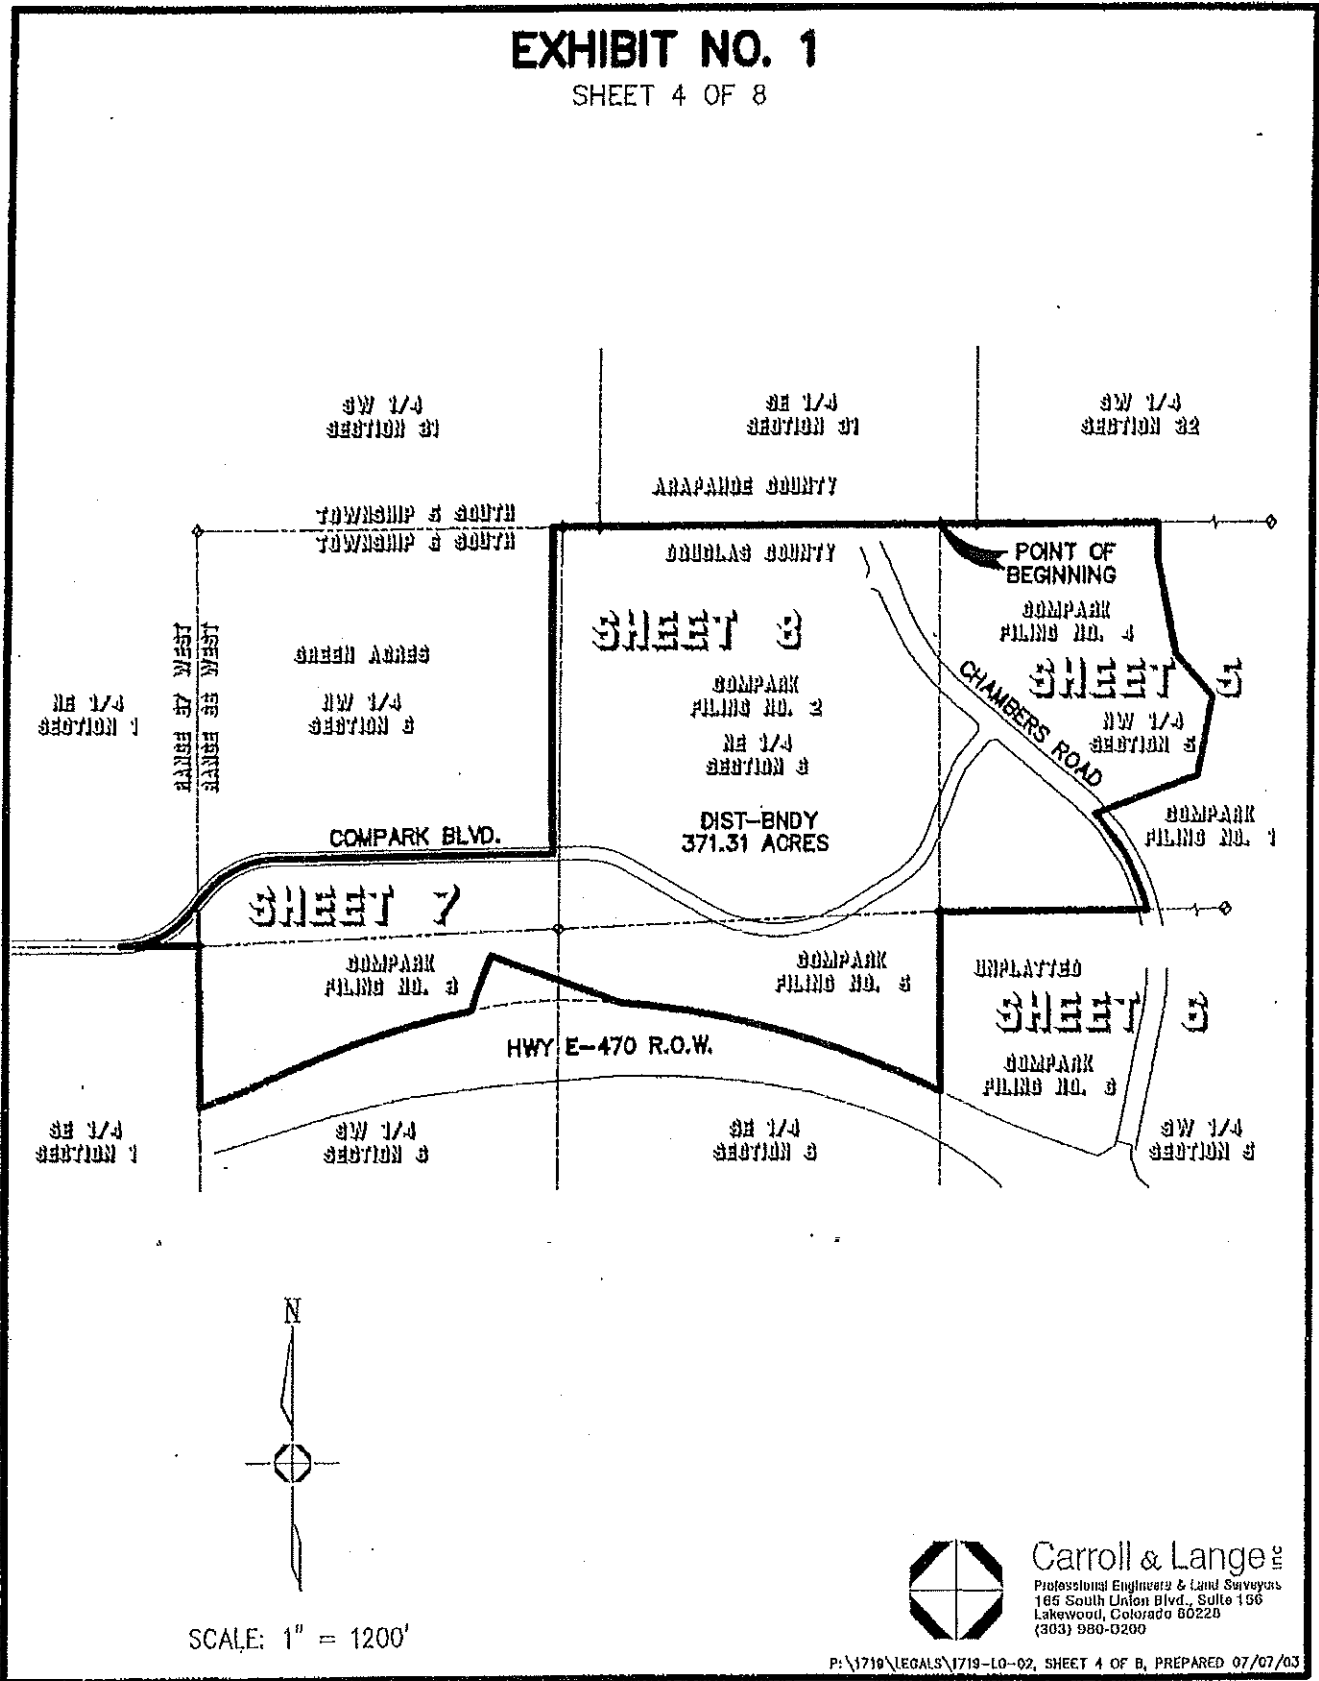 EXHIBIT NO. 1
SHEET 4 OF 8
SW 1/4
SECTION 31
SE 1/4
SECTION 31
SW 1/4
SECTION 32
ARAPAHOE COUNTY
TOWNSHIP 5 SOUTH
TOWNSHIP 6 SOUTH
DOUGLAS COUNTY
POINT OF
BEGINNING
COMPARK
FILING NO. 4
SHEET 8
SHEET 5
RANGE 67 WEST
RANGE 66 WEST
GREEN ACRES
CHAMBERS ROAD
NE 1/4
SECTION 1
NW 1/4
SECTION 6
COMPARK
FILING NO. 2
NW 1/4
SECTION 5
NE 1/4
SECTION 6
DIST-BNDY
371.31 ACRES
COMPARK
FILING NO. 1
COMPARK BLVD.
SHEET 7
COMPARK
FILING NO. 3
COMPARK
FILING NO. 5
UNPLATTED
SHEET 6
HWY E-470 R.O.W.
COMPARK
FILING NO. 6
SE 1/4
SECTION 1
SW 1/4
SECTION 6
SE 1/4
SECTION 6
SW 1/4
SECTION 5
N
SCALE: 1" = 1200'
Carroll & Lange INC
Professional Engineers & Land Surveyors
165 South Union Blvd., Suite 156
Lakewood, Colorado 80228
(303) 980-0200
P:\1719\LEGALS\1719-LO-02, SHEET 4 OF 8, PREPARED 07/07/03